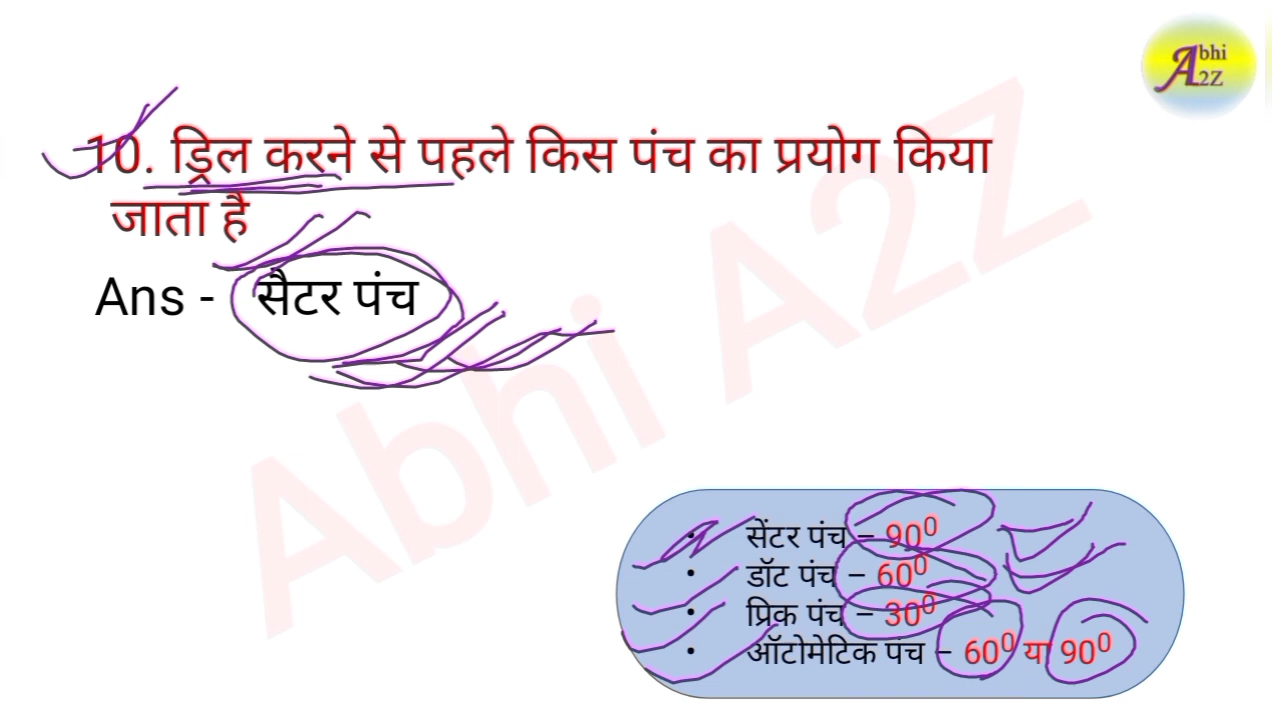 Abhi
A2Z
10. ड्रिल करने से पहले किस पंच का प्रयोग किया
जाता है
Ans - सैटर पंच
Abhi A2Z
• सेंटर पंच – 90⁰
• डॉट पंच – 60⁰
• प्रिक पंच – 30⁰
• ऑटोमेटिक पंच – 60⁰ या 90⁰